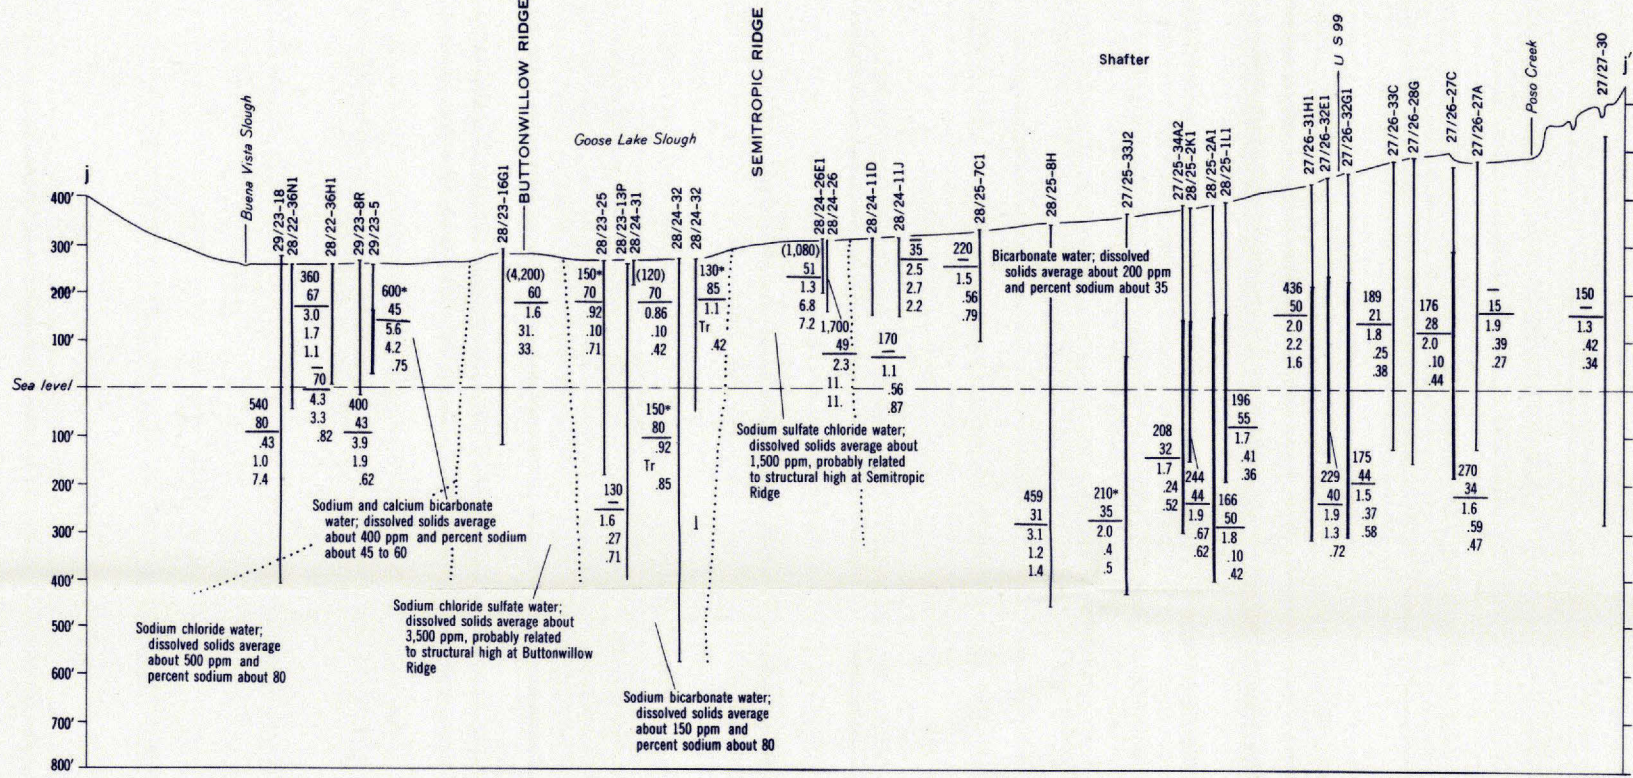 BUTTONWILLOW RIDGE
SEMITROPIC RIDGE
Shafter
U S 99
Poso Creek
27/27-30
j'
j
Buena Vista Slough
Goose Lake Slough
29/23-18
28/22-36N1
28/22-36H1
29/23-8R
29/23-5
28/23-16G1
28/23-25
28/23-13P
28/24-31
28/24-32
28/24-32
28/24-26E1
28/24-26
28/24-11D
28/24-11J
28/25-7C1
28/25-8H
27/25-33J2
27/25-34A2
28/25-2K1
28/25-2A1
28/25-1L1
27/26-31H1
27/26-32E1
27/26-32G1
27/26-33C
27/26-28G
27/26-27C
27/26-27A
400'
300'
200'
100'
Sea level
100'
200'
300'
400'
500'
600'
700'
800'
360
67
3.0
1.7
1.1
—
70
4.3
3.3
.82
600*
45
5.6
4.2
.75
540
80
.43
1.0
7.4
400
43
3.9
1.9
.62
(4,200)
60
1.6
31.
33.
150*
70
.92
.10
.71
(120)
70
0.86
.10
.42
130*
85
1.1
Tr
.42
130
—
1.6
.27
.71
150*
80
.92
Tr
.85
(1,080)
51
1.3
6.8
7.2
1,700
49
2.3
11.
11.
35
2.5
2.7
2.2
170
—
1.1
.56
.87
220
—
1.5
.56
.79
Bicarbonate water; dissolved
solids average about 200 ppm
and percent sodium about 35
459
31
3.1
1.2
1.4
210*
35
2.0
.4
.5
208
32
1.7
.24
.52
244
44
1.9
.67
.62
196
55
1.7
.41
.36
166
50
1.8
.10
.42
436
50
2.0
2.2
1.6
229
40
1.9
1.3
.72
175
44
1.5
.37
.58
189
21
1.8
.25
.38
176
28
2.0
.10
.44
270
34
1.6
.59
.47
—
15
1.9
.39
.27
150
—
1.3
.42
.34
Sodium and calcium bicarbonate
water; dissolved solids average
about 400 ppm and percent sodium
about 45 to 60
Sodium sulfate chloride water;
dissolved solids average about
1,500 ppm, probably related
to structural high at Semitropic
Ridge
Sodium chloride water;
dissolved solids average
about 500 ppm and
percent sodium about 80
Sodium chloride sulfate water;
dissolved solids average about
3,500 ppm, probably related
to structural high at Buttonwillow
Ridge
Sodium bicarbonate water;
dissolved solids average
about 150 ppm and
percent sodium about 80